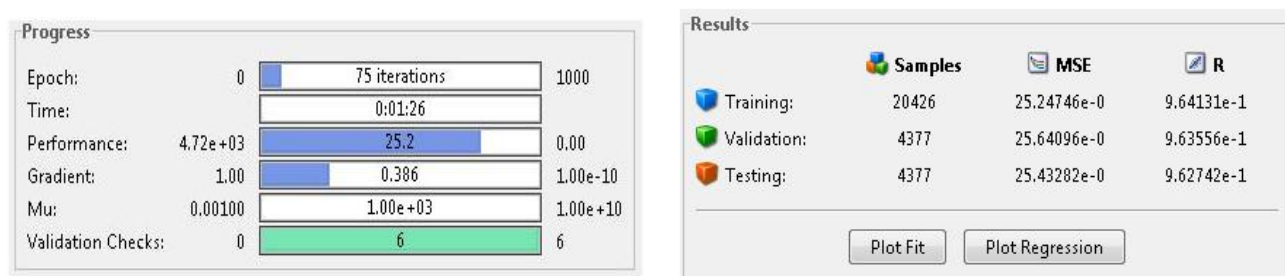 Progress
Epoch: 0 75 iterations 1000
Time: 0:01:26
Performance: 4.72e+03 25.2 0.00
Gradient: 1.00 0.386 1.00e-10
Mu: 0.00100 1.00e+03 1.00e+10
Validation Checks: 0 6 6
Results
Samples MSE R
Training: 20426 25.24746e-0 9.64131e-1
Validation: 4377 25.64096e-0 9.63556e-1
Testing: 4377 25.43282e-0 9.62742e-1
Plot Fit Plot Regression